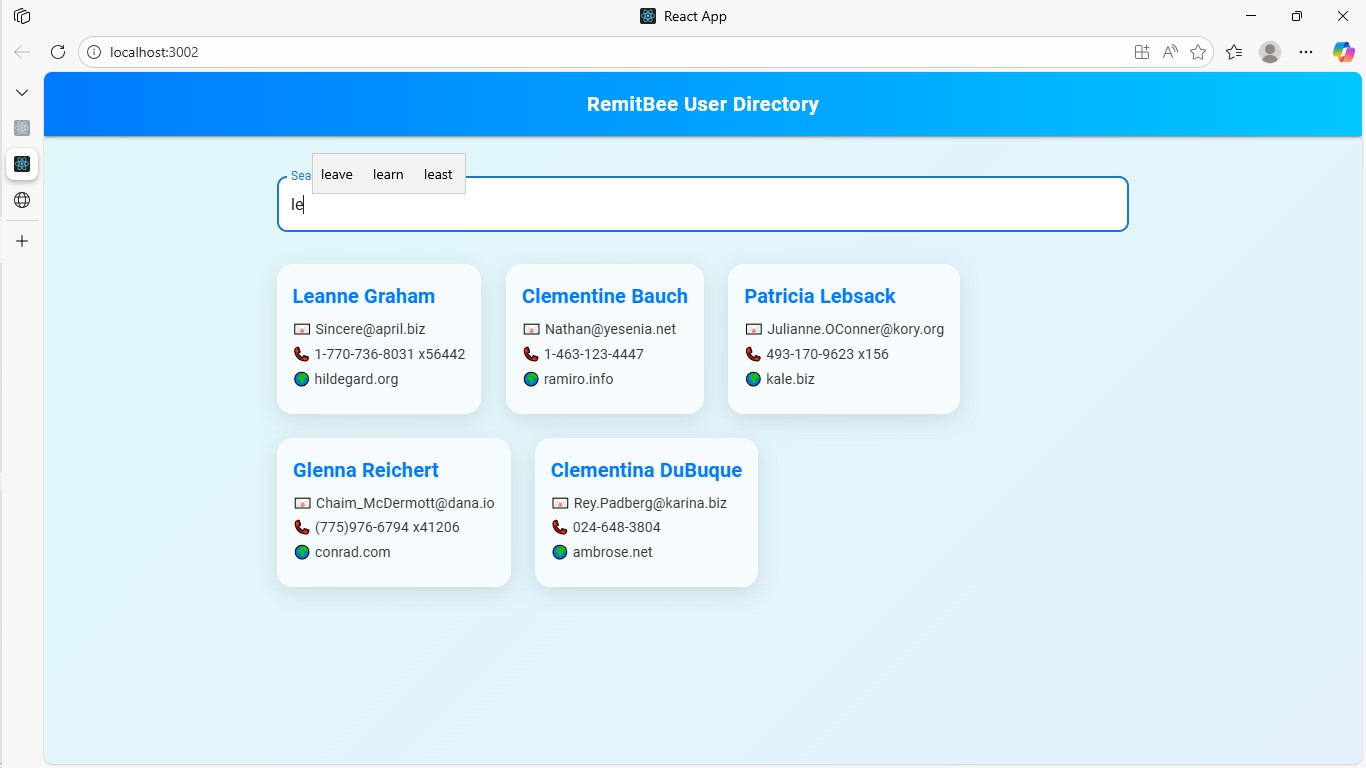 React App
localhost:3002
RemitBee User Directory
Sea
leave learn least
le
Leanne Graham
Sincere@april.biz
1-770-736-8031 x56442
hildegard.org
Clementine Bauch
Nathan@yesenia.net
1-463-123-4447
ramiro.info
Patricia Lebsack
Julianne.OConner@kory.org
493-170-9623 x156
kale.biz
Glenna Reichert
Chaim_McDermott@dana.io
(775)976-6794 x41206
conrad.com
Clementina DuBuque
Rey.Padberg@karina.biz
024-648-3804
ambrose.net